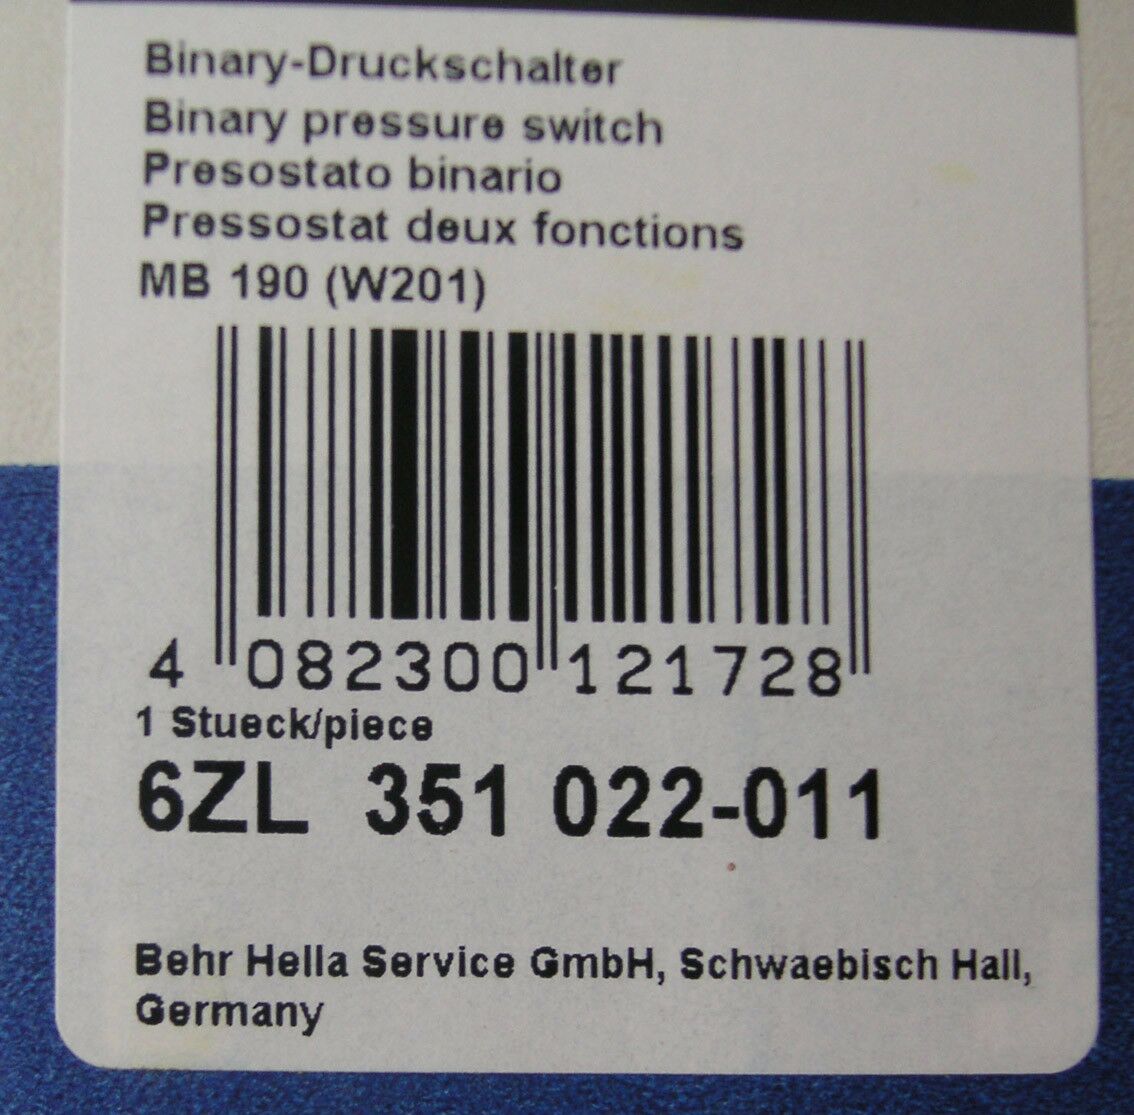 Binary-Druckschalter
Binary pressure switch
Presostato binario
Pressostat deux fonctions
MB 190 (W201)
4 082300 121728
1 Stueck/piece
6ZL 351 022-011
Behr Hella Service GmbH, Schwaebisch Hall,
Germany